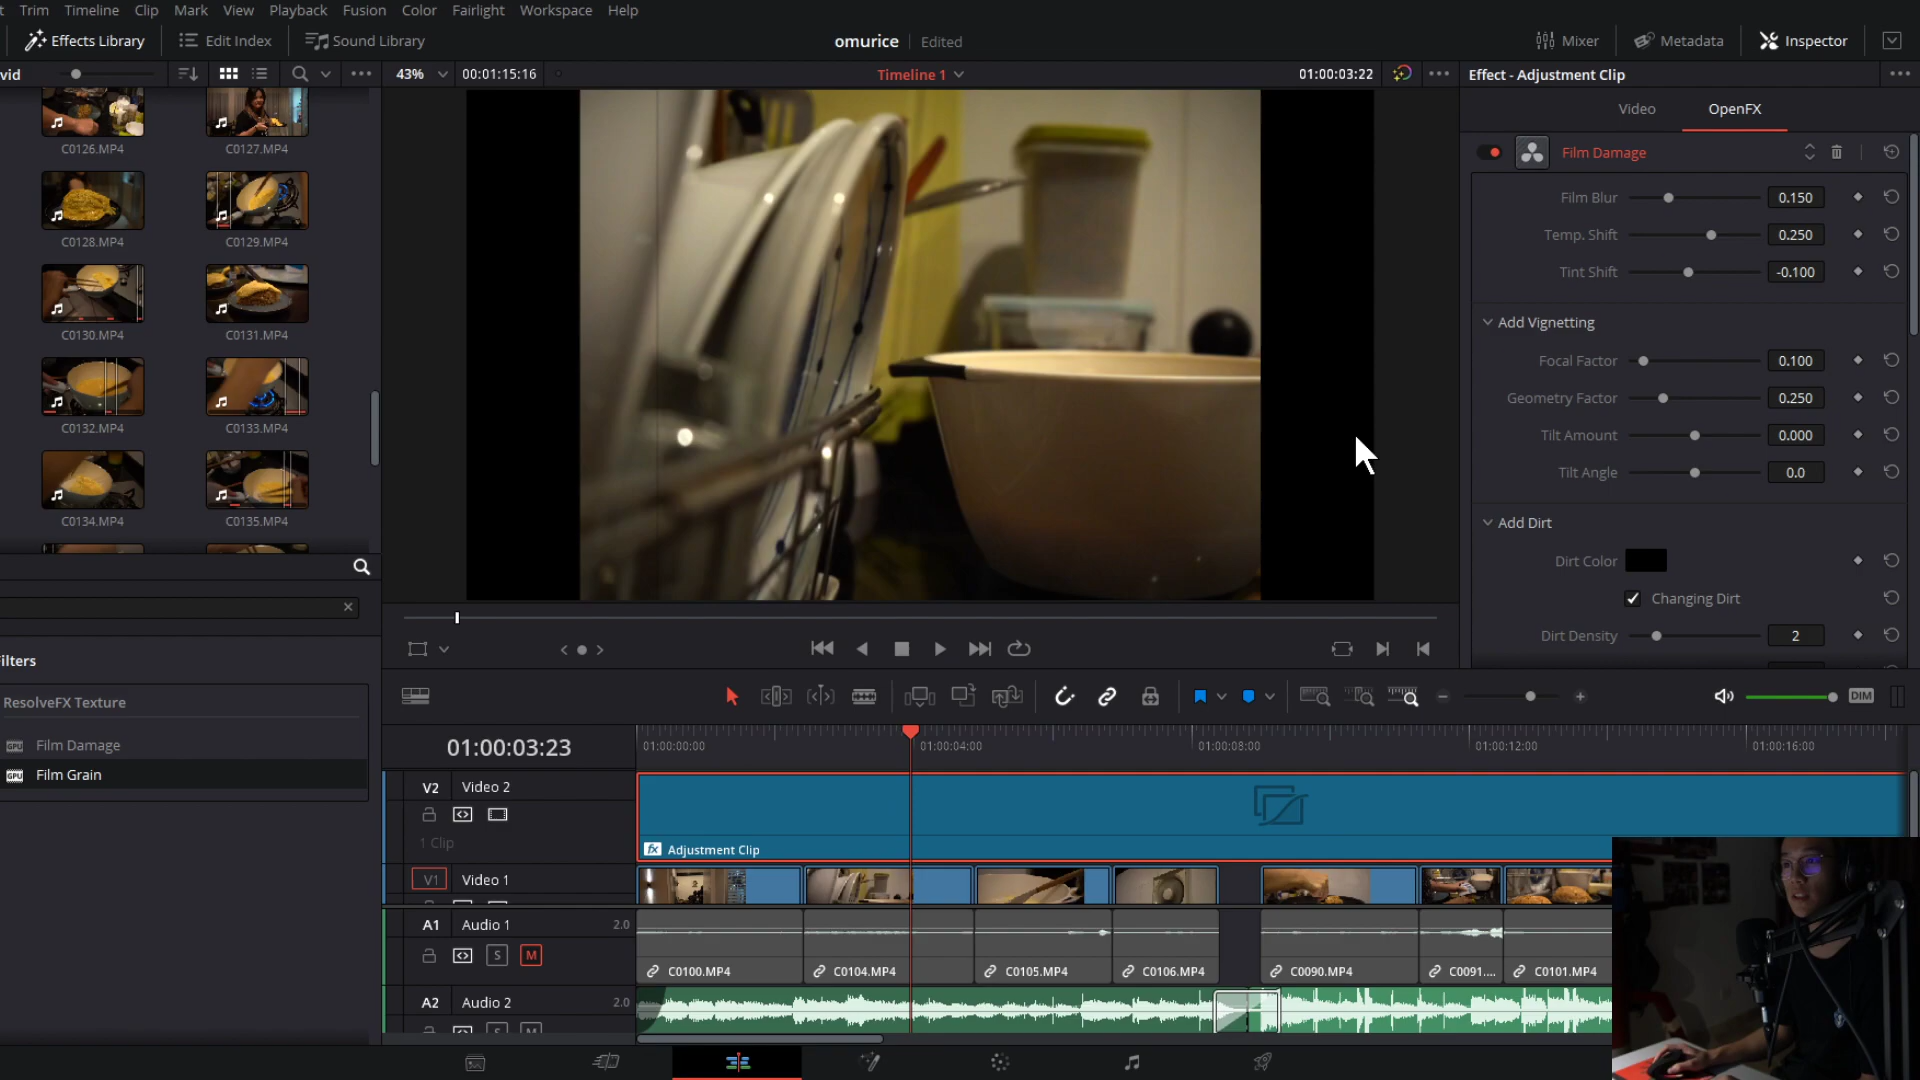 Trim Timeline Clip Mark View Playback Fusion Color Fairlight Workspace Help
Effects Library Edit Index Sound Library
omurice Edited
Mixer Metadata Inspector
vid
43% 00:01:15:16
Timeline 1
01:00:03:22
Effect - Adjustment Clip
Video OpenFX
Film Damage
Film Blur 0.150
Temp. Shift 0.250
Tint Shift -0.100
Add Vignetting
Focal Factor 0.100
Geometry Factor 0.250
Tilt Amount 0.000
Tilt Angle 0.0
Add Dirt
Dirt Color
Changing Dirt
Dirt Density 2
C0126.MP4 C0127.MP4
C0128.MP4 C0129.MP4
C0130.MP4 C0131.MP4
C0132.MP4 C0133.MP4
C0134.MP4 C0135.MP4
ilters
ResolveFX Texture
GPU Film Damage
GPU Film Grain
DIM
01:00:03:23
01:00:00:00 01:00:04:00 01:00:08:00 01:00:12:00 01:00:16:00
V2 Video 2
1 Clip
fx Adjustment Clip
V1 Video 1
A1 Audio 1 2.0
S M
C0100.MP4 C0104.MP4 C0105.MP4 C0106.MP4 C0090.MP4 C0091.... C0101.MP4
A2 Audio 2 2.0
S M